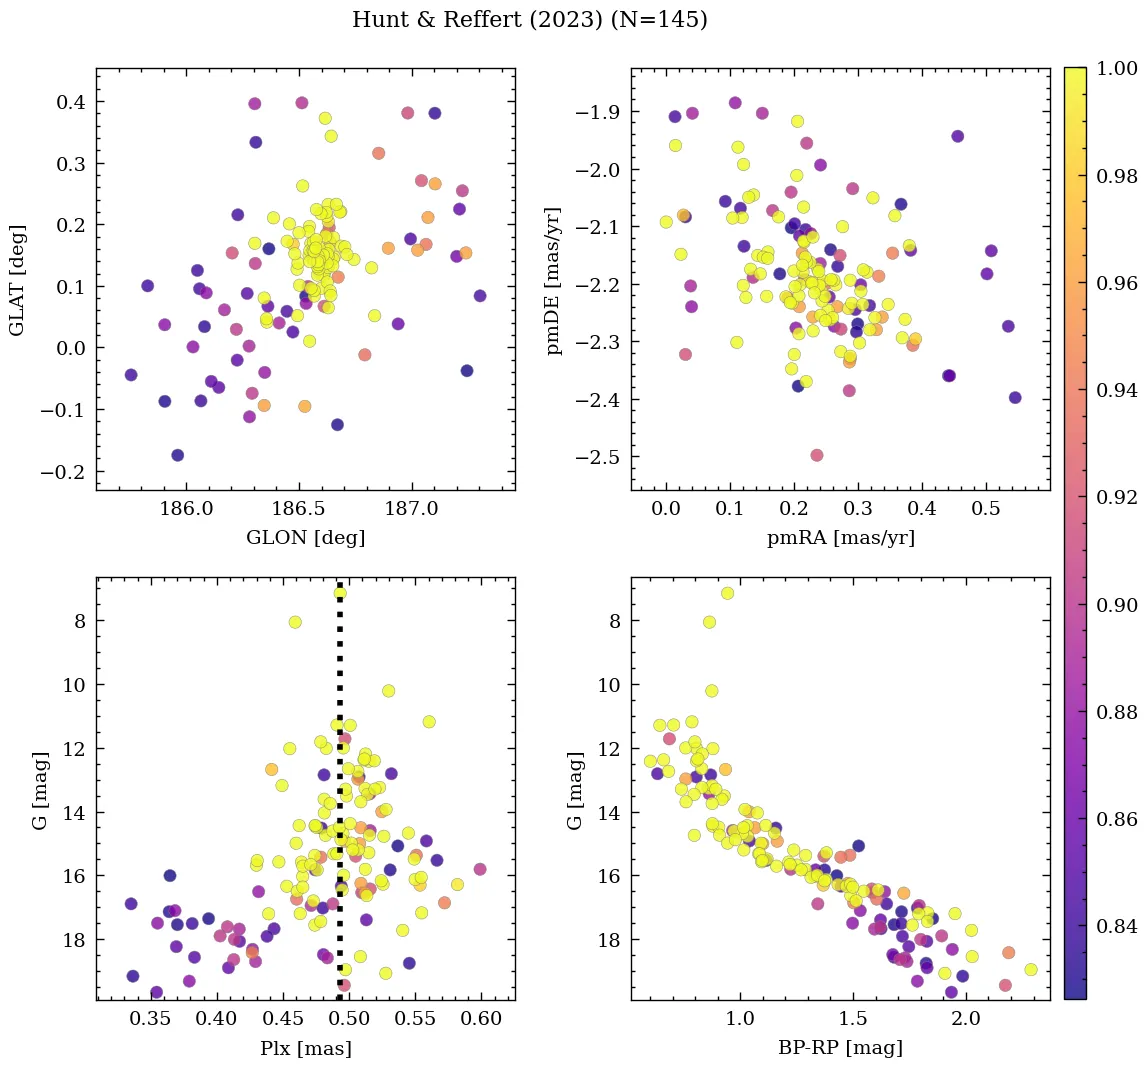 Hunt & Reffert (2023) (N=145)
0.4
0.3
0.2
0.1
0.0
−0.1
−0.2
GLAT [deg]
186.0 186.5 187.0
GLON [deg]
−1.9
−2.0
−2.1
−2.2
−2.3
−2.4
−2.5
pmDE [mas/yr]
0.0 0.1 0.2 0.3 0.4 0.5
pmRA [mas/yr]
8
10
12
14
16
18
G [mag]
0.35 0.40 0.45 0.50 0.55 0.60
Plx [mas]
8
10
12
14
16
18
G [mag]
1.0 1.5 2.0
BP-RP [mag]
1.00
0.98
0.96
0.94
0.92
0.90
0.88
0.86
0.84